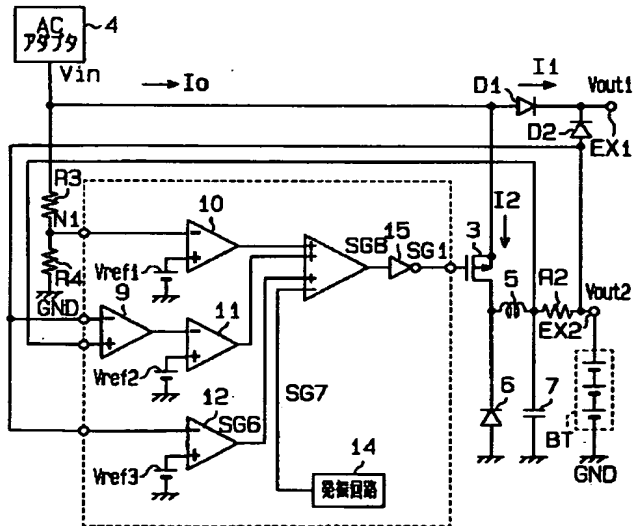 AC
アダプタ
4
Vin
Io
D1
I1
Vout1
D2
EX1
R3
N1
R4
GND
10
Vref1
9
11
Vref2
12
SG6
Vref3
SG7
14
発振回路
SG8
15
SG1
I2
3
5
R2
Vout2
EX2
6
7
BT
GND